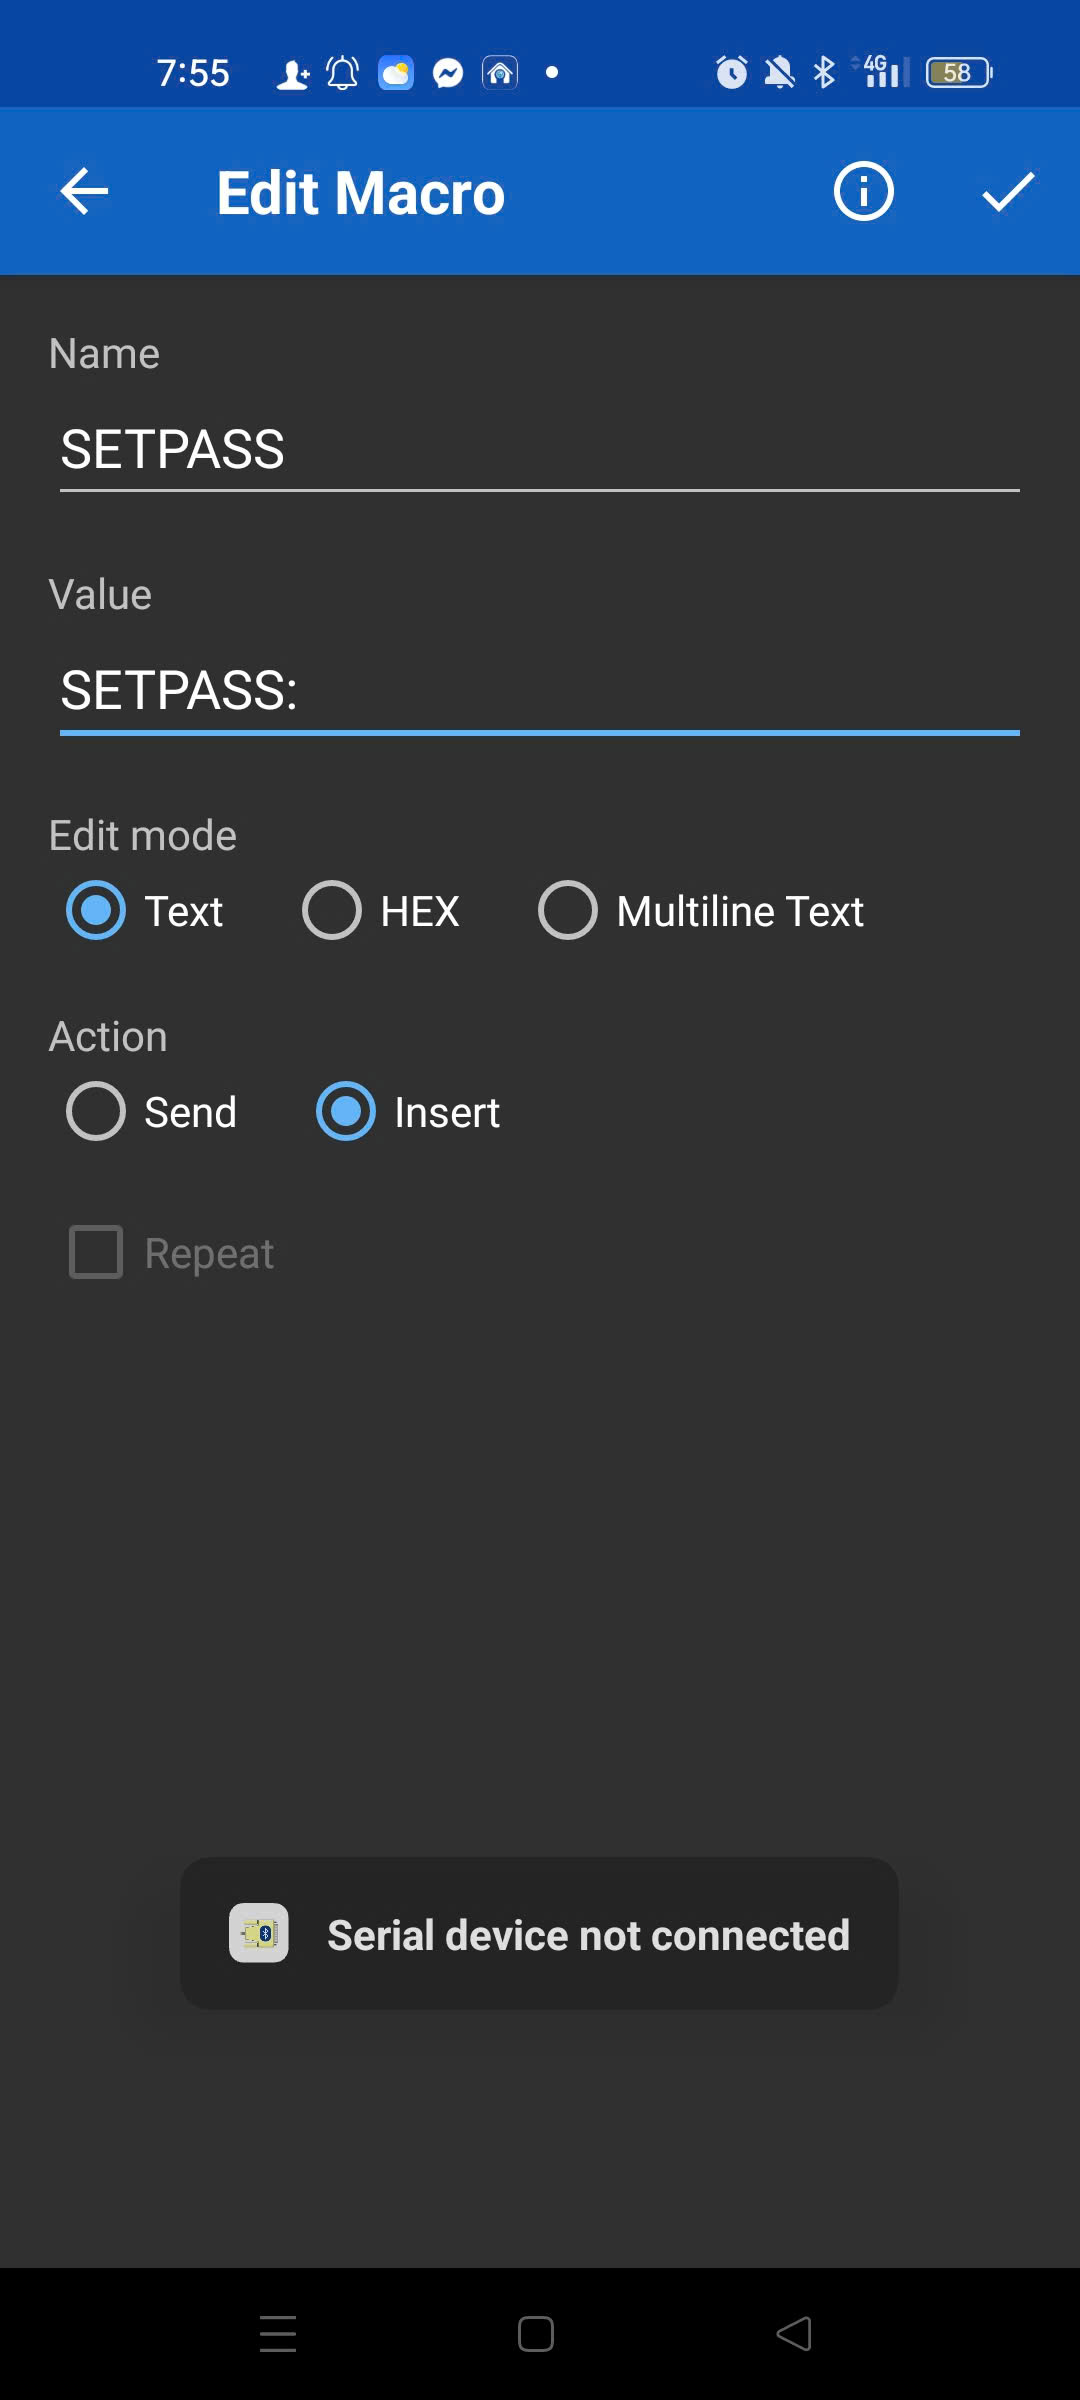 7:55 4G 58
Edit Macro
Name
SETPASS
Value
SETPASS:
Edit mode
Text HEX Multiline Text
Action
Send Insert
Repeat
Serial device not connected